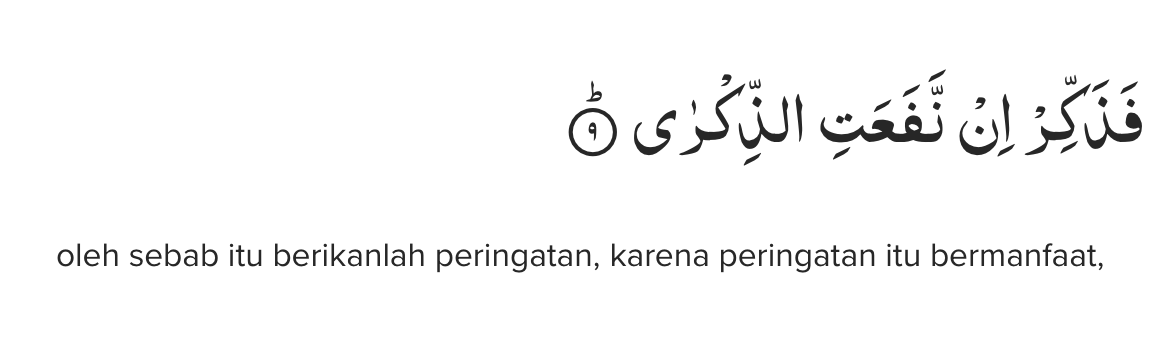 فَذَكِّرْ اِنْ نَّفَعَتِ الذِّكْرٰى ۗ ٩
oleh sebab itu berikanlah peringatan, karena peringatan itu bermanfaat,